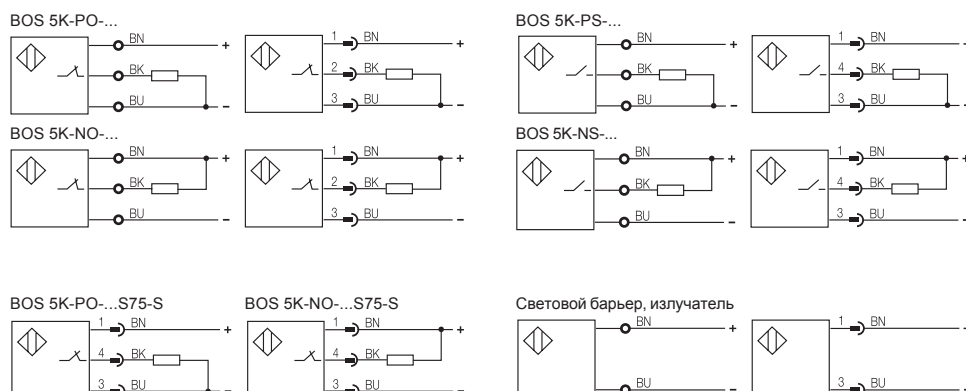 BOS 5K-PO-...
BN +
BK
BU –
1 BN +
2 BK
3 BU –
BOS 5K-PS-...
BN +
BK
BU –
1 BN
4 BK
3 BU
BOS 5K-NO-...
BN +
BK
BU –
1 BN +
2 BK
3 BU –
BOS 5K-NS-...
BN +
BK
BU –
1 BN
4 BK
3 BU
BOS 5K-PO-...S75-S
1 BN +
4 BK
3 BU –
BOS 5K-NO-...S75-S
1 BN +
4 BK
3 BU –
Световой барьер, излучатель
BN +
BU –
1 BN
3 BU